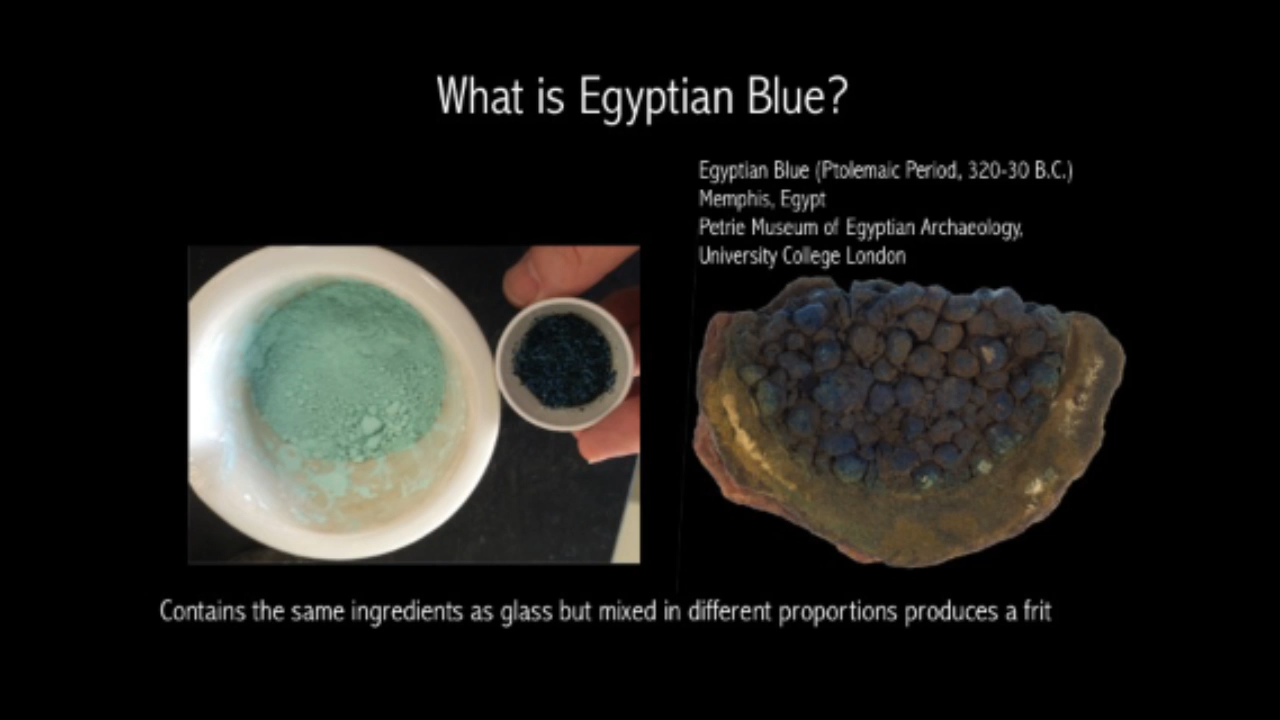 What is Egyptian Blue?
Egyptian Blue (Ptolemaic Period, 320-30 B.C.)
Memphis, Egypt
Petrie Museum of Egyptian Archaeology,
University College London
Contains the same ingredients as glass but mixed in different proportions produces a frit